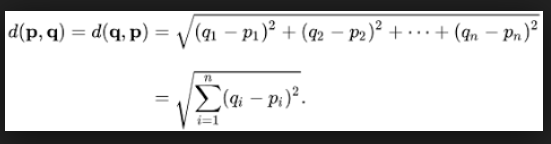 d(p, q) = d(q, p) = √((q₁ − p₁)² + (q₂ − p₂)² + ··· + (qₙ − pₙ)²)
= √(∑ᵢ₌₁ⁿ (qᵢ − pᵢ)²).